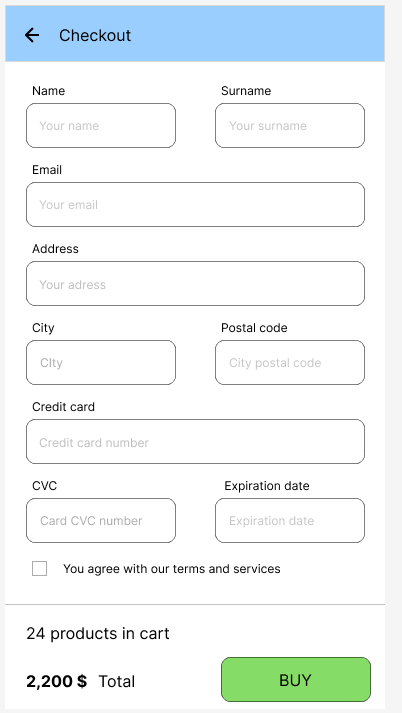 Checkout
Name Surname
Your name Your surname
Email
Your email
Address
Your adress
City Postal code
CIty City postal code
Credit card
Credit card number
CVC Expiration date
Card CVC number Expiration date
You agree with our terms and services
24 products in cart
2,200 $ Total BUY